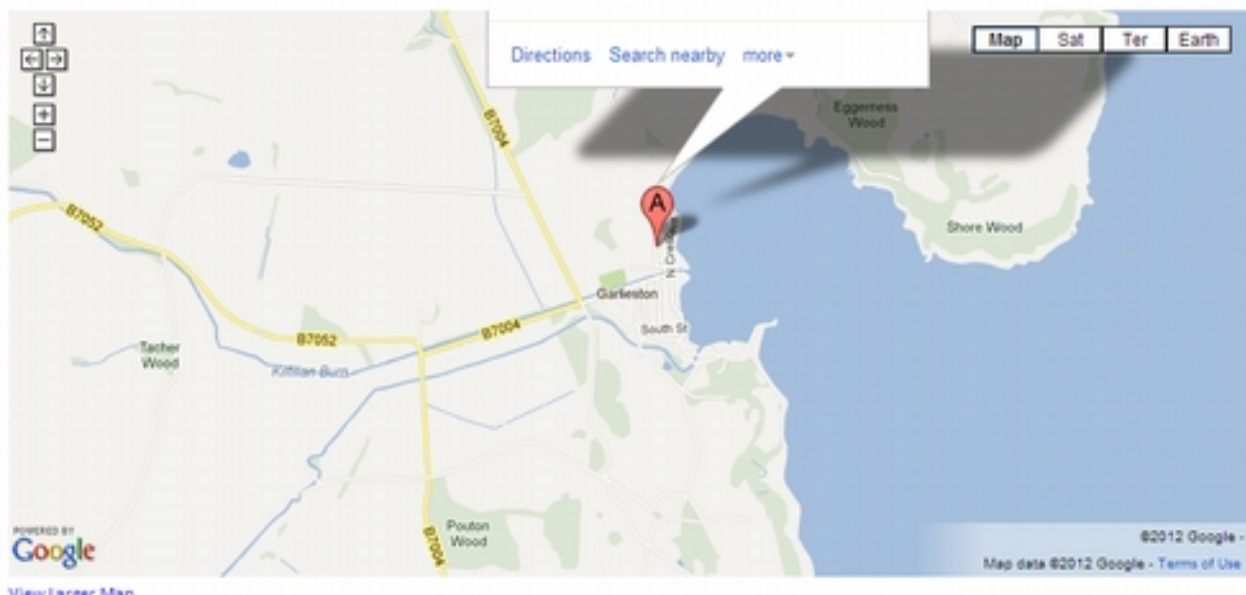 Directions Search nearby more
Map Sat Ter Earth
B7004
Eggerness
Wood
A
B7052
Shore Wood
Garlieston
South St
B7004
B7052
Tacher
Wood
Kilfillan Burn
Pouton
Wood
B7004
POWERED BY
Google
©2012 Google -
Map data ©2012 Google - Terms of Use
View Larger Map